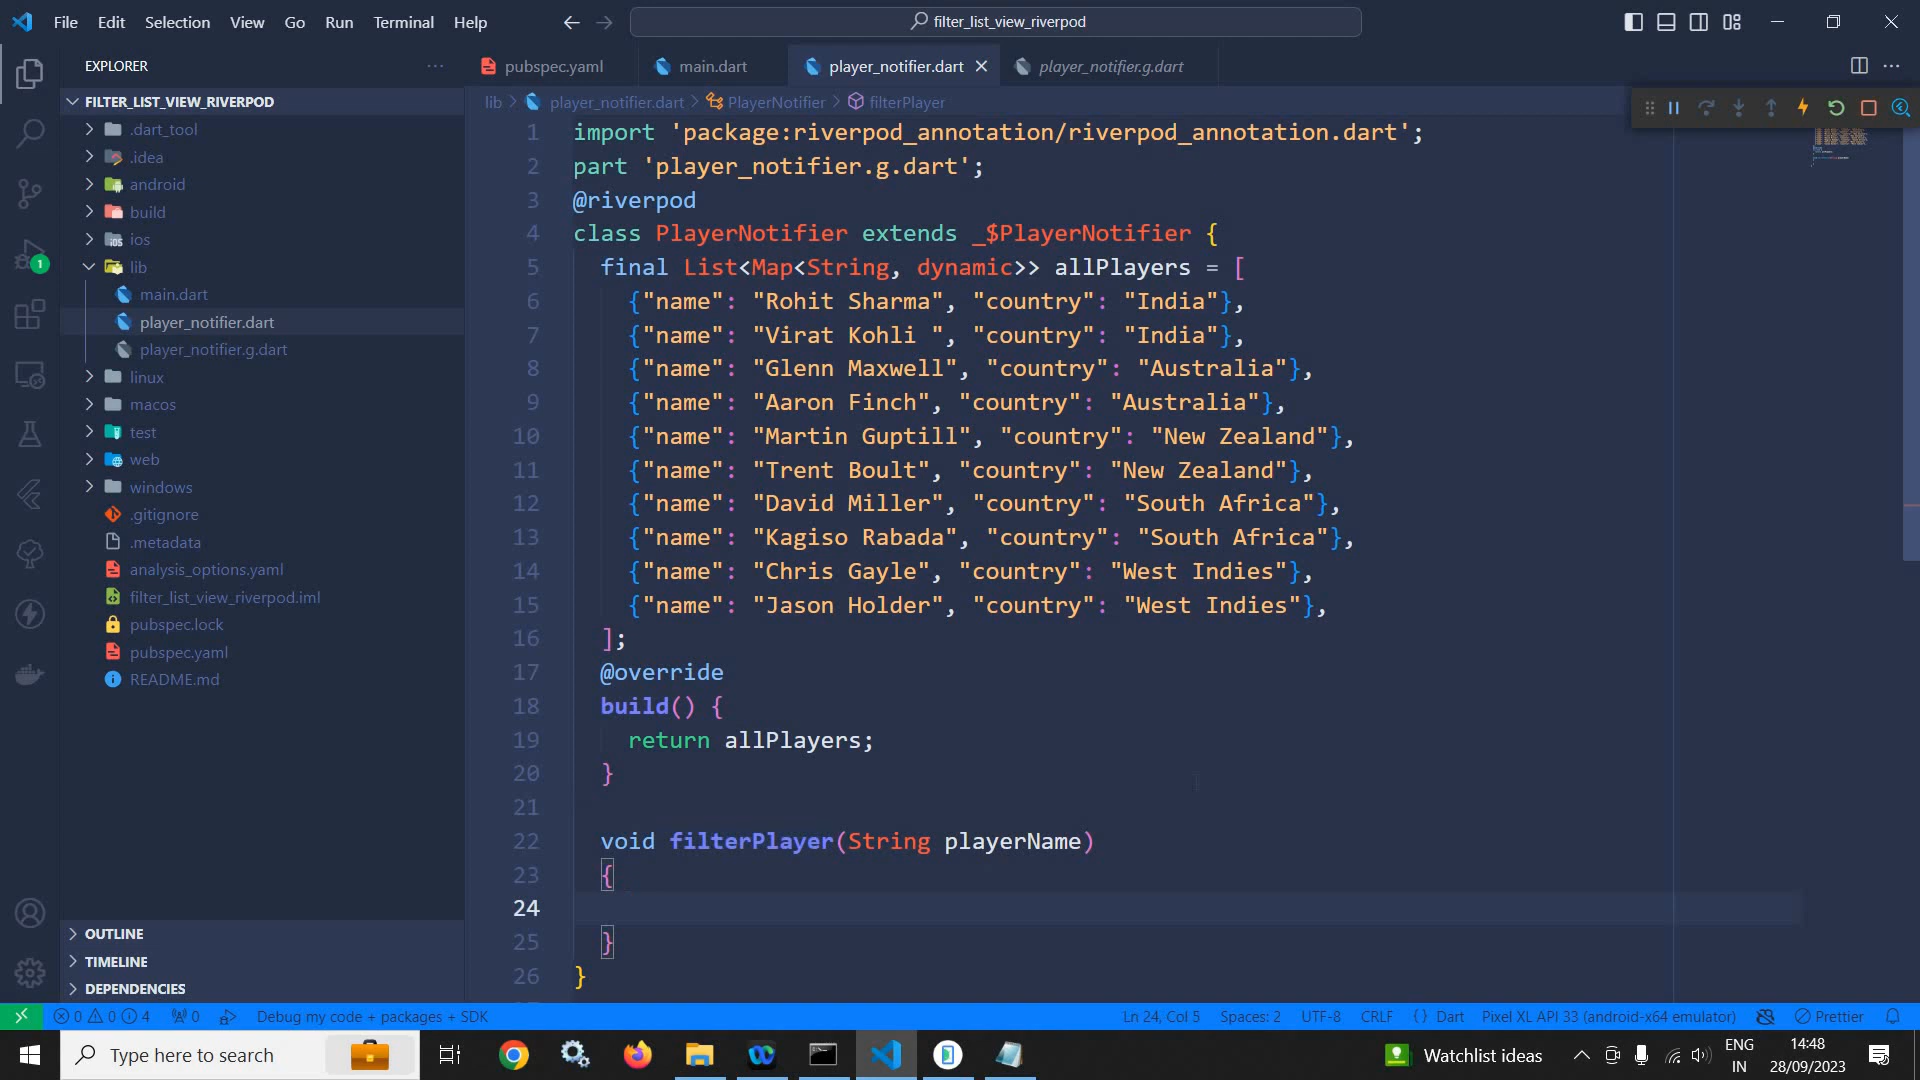 File Edit Selection View Go Run Terminal Help
filter_list_view_riverpod
EXPLORER
FILTER_LIST_VIEW_RIVERPOD
.dart_tool
.idea
android
build
ios
lib
main.dart
player_notifier.dart
player_notifier.g.dart
linux
macos
test
web
windows
.gitignore
.metadata
analysis_options.yaml
filter_list_view_riverpod.iml
pubspec.lock
pubspec.yaml
README.md
OUTLINE
TIMELINE
DEPENDENCIES
1
pubspec.yaml main.dart player_notifier.dart player_notifier.g.dart
lib > player_notifier.dart > PlayerNotifier > filterPlayer
1 import 'package:riverpod_annotation/riverpod_annotation.dart';
2 part 'player_notifier.g.dart';
3 @riverpod
4 class PlayerNotifier extends _$PlayerNotifier {
5 final List<Map<String, dynamic>> allPlayers = [
6 {"name": "Rohit Sharma", "country": "India"},
7 {"name": "Virat Kohli ", "country": "India"},
8 {"name": "Glenn Maxwell", "country": "Australia"},
9 {"name": "Aaron Finch", "country": "Australia"},
10 {"name": "Martin Guptill", "country": "New Zealand"},
11 {"name": "Trent Boult", "country": "New Zealand"},
12 {"name": "David Miller", "country": "South Africa"},
13 {"name": "Kagiso Rabada", "country": "South Africa"},
14 {"name": "Chris Gayle", "country": "West Indies"},
15 {"name": "Jason Holder", "country": "West Indies"},
16 ];
17 @override
18 build() {
19 return allPlayers;
20 }
21
22 void filterPlayer(String playerName)
23 {
24
25 }
26 }
0 0 4 0 Debug my code + packages + SDK
Ln 24, Col 5 Spaces: 2 UTF-8 CRLF {} Dart Pixel XL API 33 (android-x64 emulator) Prettier
Type here to search
Watchlist ideas
ENG
IN
14:48
28/09/2023